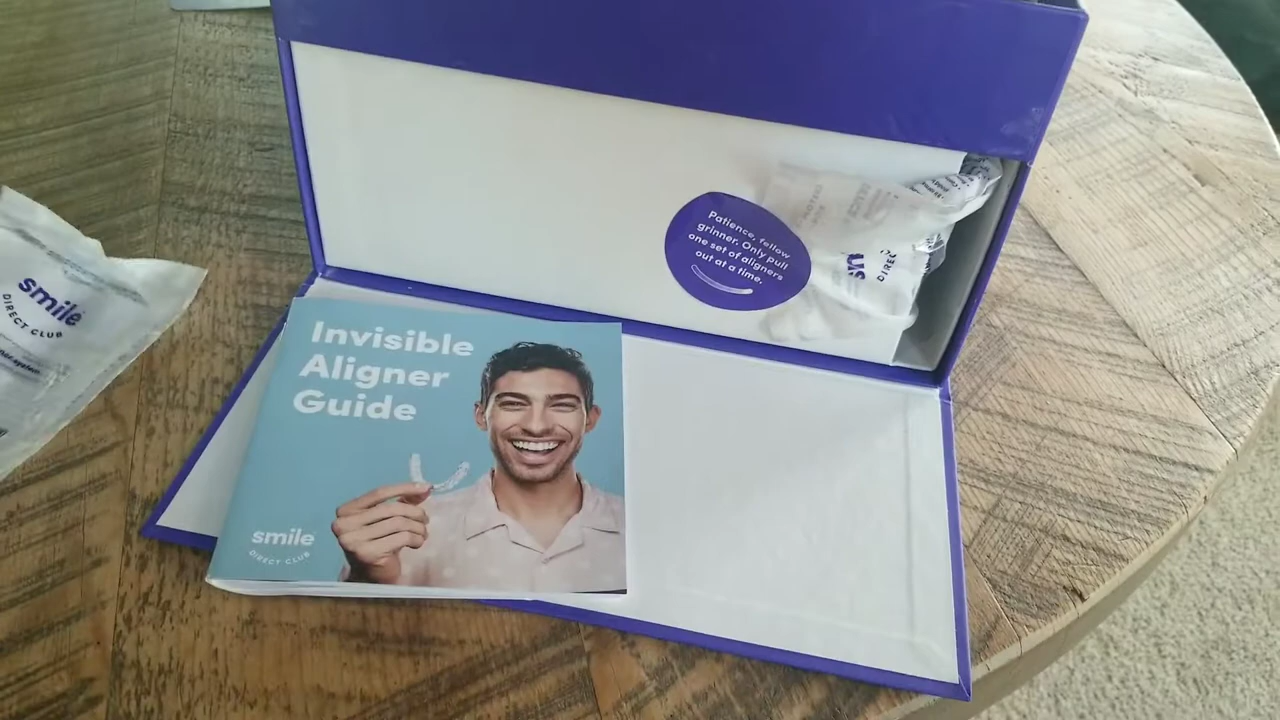 Patience, fellow
grinner. Only pull
one set of aligners
out at a time.
smile
DIRECT CLUB
Invisible
Aligner
Guide
smile
DIRECT CLUB